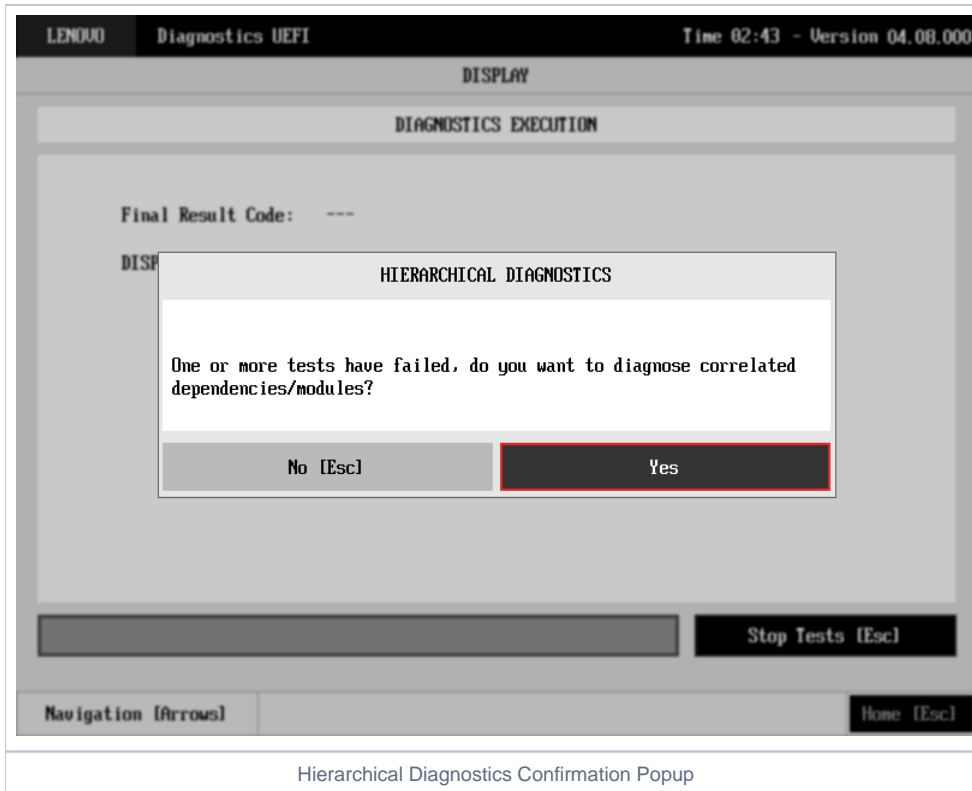 LENOVO Diagnostics UEFI Time 02:43 - Version 04.08.000
DISPLAY
DIAGNOSTICS EXECUTION
Final Result Code: ---
DISP
HIERARCHICAL DIAGNOSTICS
One or more tests have failed, do you want to diagnose correlated
dependencies/modules?
No [Esc] Yes
Stop Tests [Esc]
Navigation [Arrows] Home [Esc]
Hierarchical Diagnostics Confirmation Popup